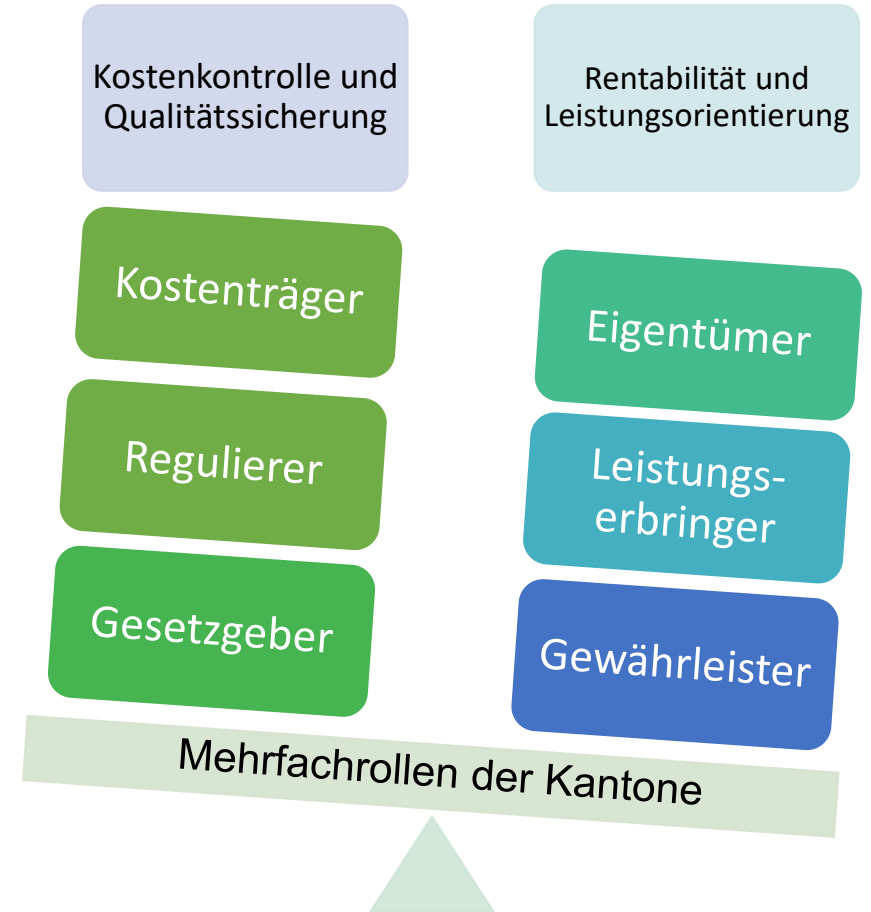 Kostenkontrolle und
Qualitätssicherung
Rentabilität und
Leistungsorientierung
Kostenträger
Regulierer
Gesetzgeber
Eigentümer
Leistungs-
erbringer
Gewährleister
Mehrfachrollen der Kantone